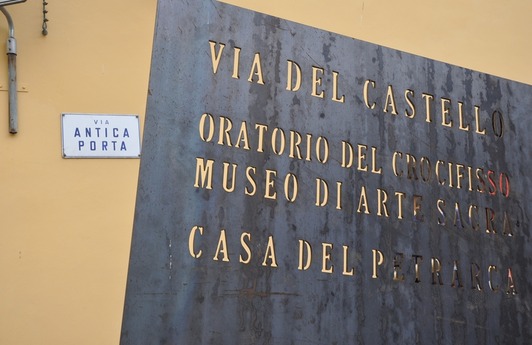 VIA
ANTICA
PORTA
VIA DEL CASTELLO
ORATORIO DEL CROCIFISSO
MUSEO DI ARTE SACRA
CASA DEL PETRARCA